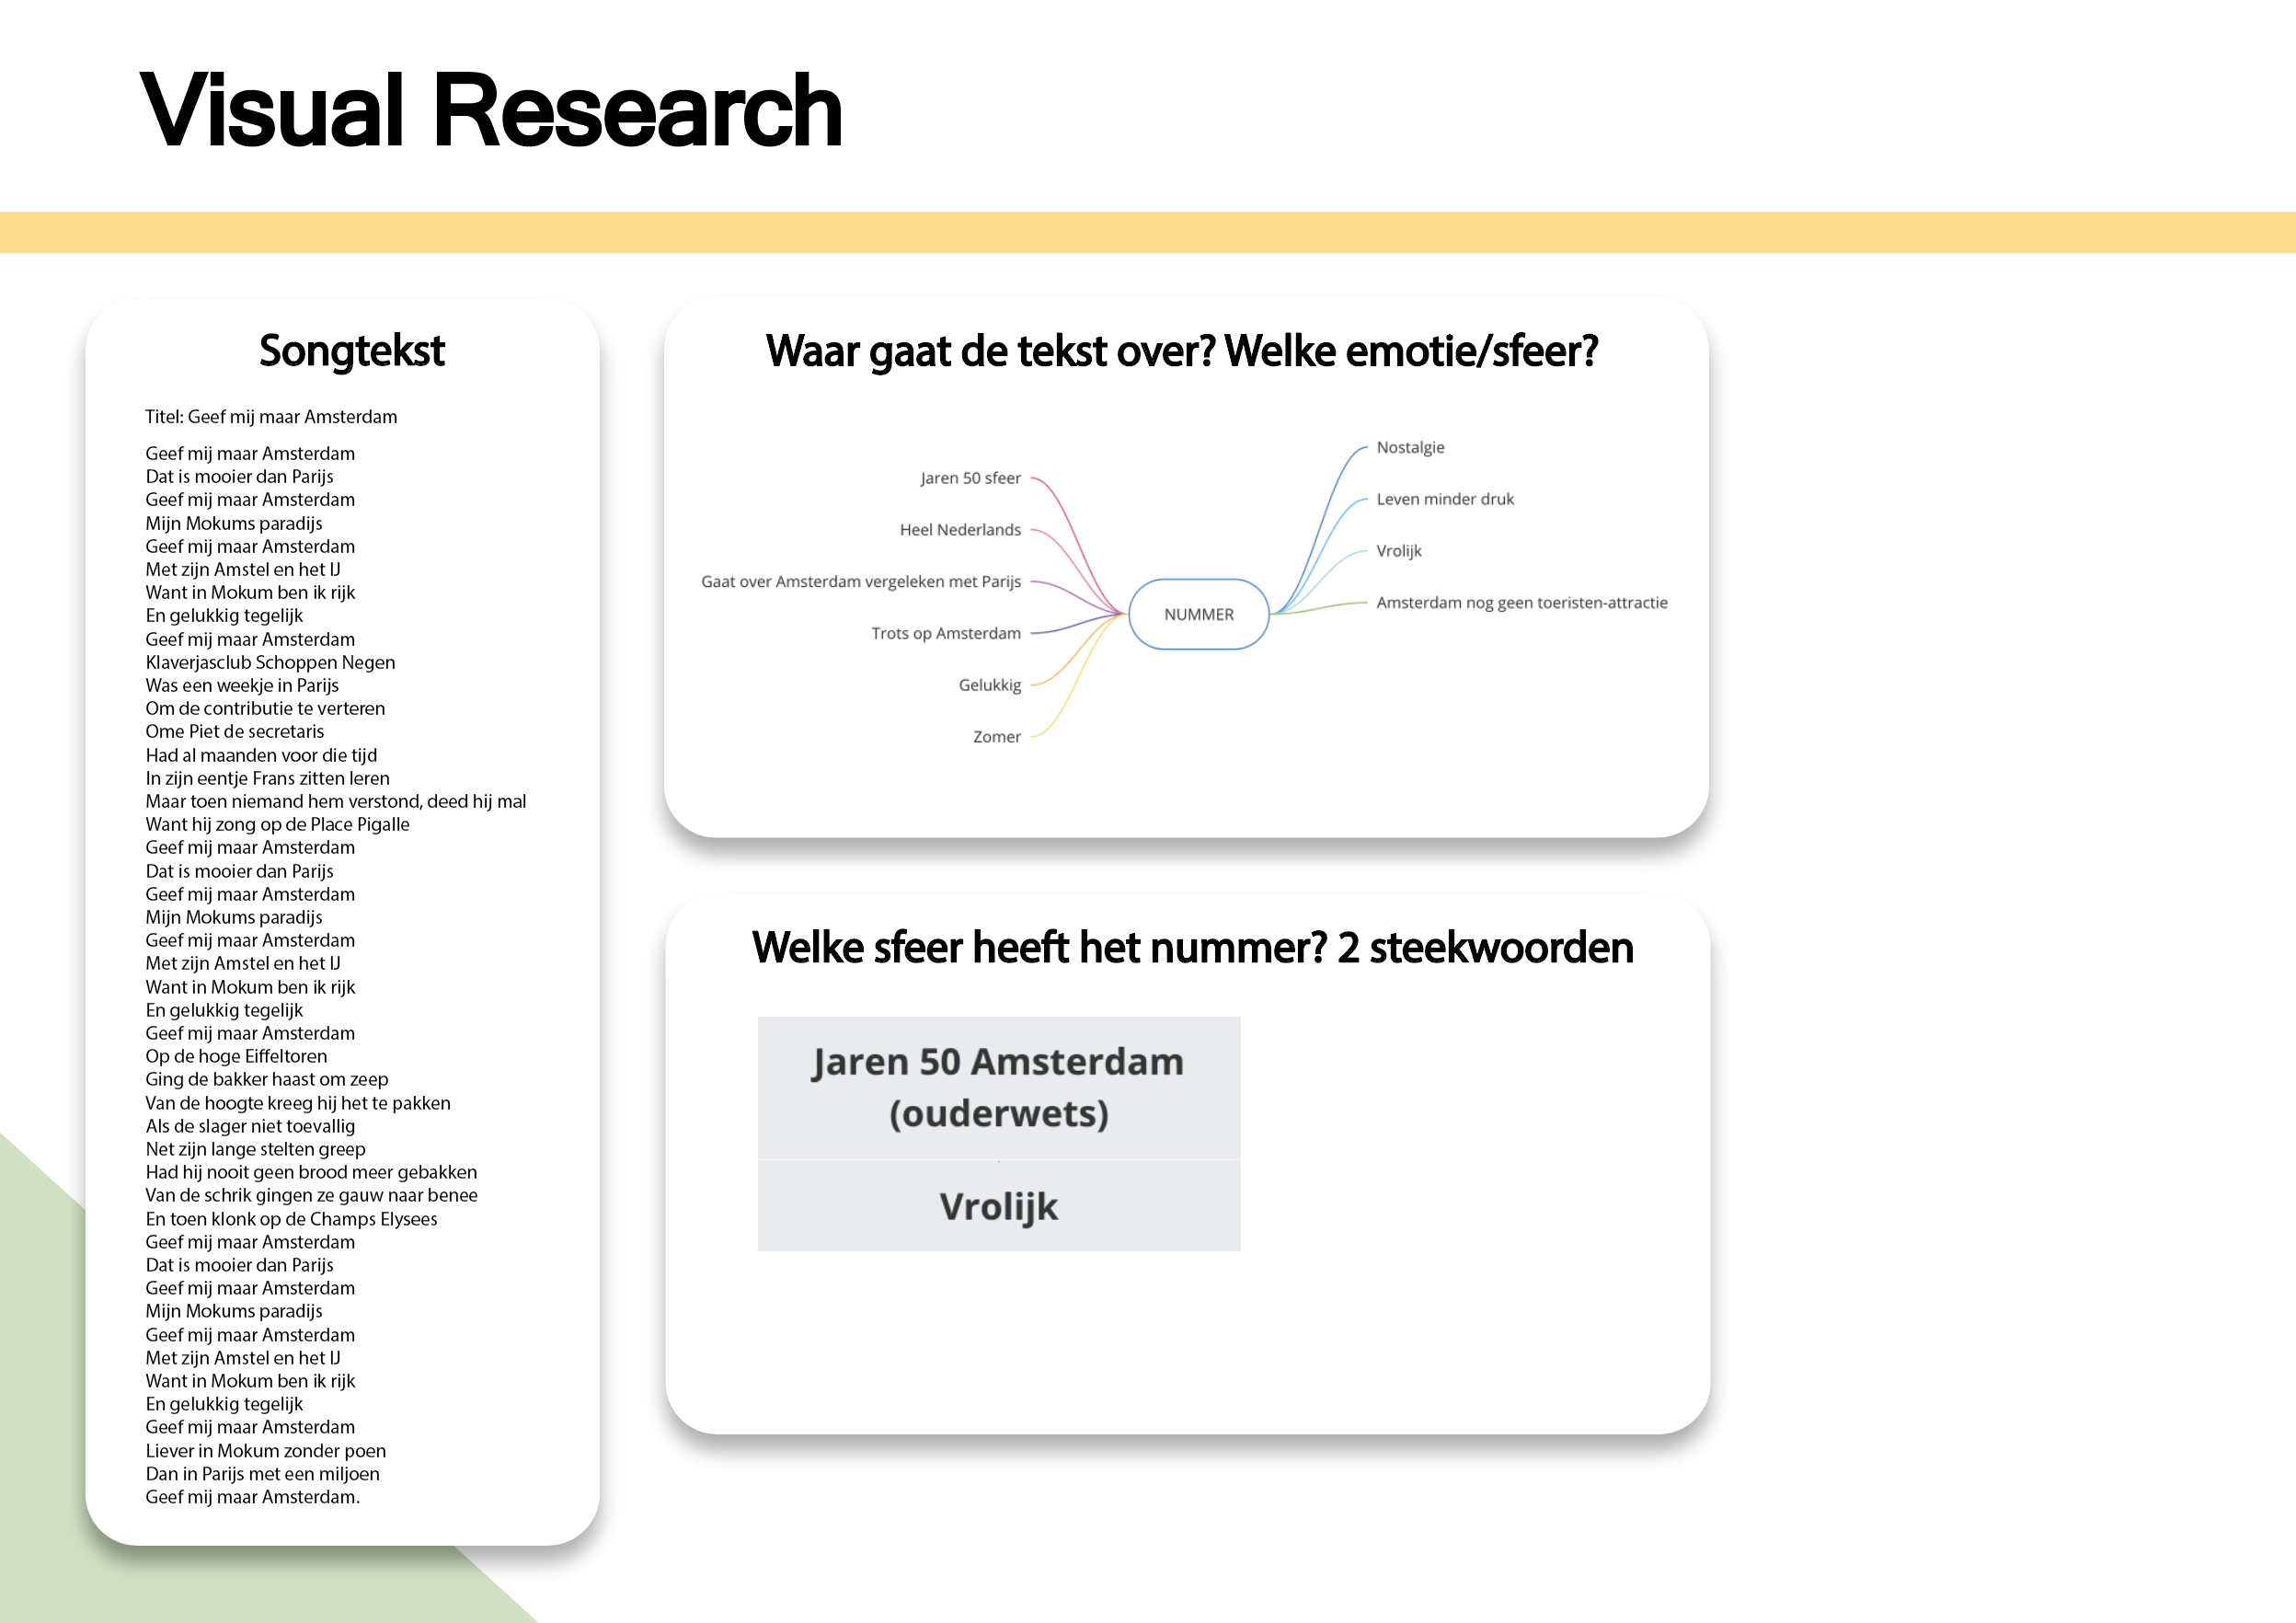 Visual Research
Songtekst
Titel: Geef mij maar Amsterdam
Geef mij maar Amsterdam
Dat is mooier dan Parijs
Geef mij maar Amsterdam
Mijn Mokums paradijs
Geef mij maar Amsterdam
Met zijn Amstel en het IJ
Want in Mokum ben ik rijk
En gelukkig tegelijk
Geef mij maar Amsterdam
Klaverjasclub Schoppen Negen
Was een weekje in Parijs
Om de contributie te verteren
Ome Piet de secretaris
Had al maanden voor die tijd
In zijn eentje Frans zitten leren
Maar toen niemand hem verstond, deed hij mal
Want hij zong op de Place Pigalle
Geef mij maar Amsterdam
Dat is mooier dan Parijs
Geef mij maar Amsterdam
Mijn Mokums paradijs
Geef mij maar Amsterdam
Met zijn Amstel en het IJ
Want in Mokum ben ik rijk
En gelukkig tegelijk
Geef mij maar Amsterdam
Op de hoge Eiffeltoren
Ging de bakker haast om zeep
Van de hoogte kreeg hij het te pakken
Als de slager niet toevallig
Net zijn lange stelten greep
Had hij nooit geen brood meer gebakken
Van de schrik gingen ze gauw naar benee
En toen klonk op de Champs Elysees
Geef mij maar Amsterdam
Dat is mooier dan Parijs
Geef mij maar Amsterdam
Mijn Mokums paradijs
Geef mij maar Amsterdam
Met zijn Amstel en het IJ
Want in Mokum ben ik rijk
En gelukkig tegelijk
Geef mij maar Amsterdam
Liever in Mokum zonder poen
Dan in Parijs met een miljoen
Geef mij maar Amsterdam.
Waar gaat de tekst over? Welke emotie/sfeer?
Jaren 50 sfeer
Heel Nederlands
Gaat over Amsterdam vergeleken met Parijs
Trots op Amsterdam
Gelukkig
Zomer
NUMMER
Nostalgie
Leven minder druk
Vrolijk
Amsterdam nog geen toeristen-attractie
Welke sfeer heeft het nummer? 2 steekwoorden
Jaren 50 Amsterdam
(ouderwets)
Vrolijk